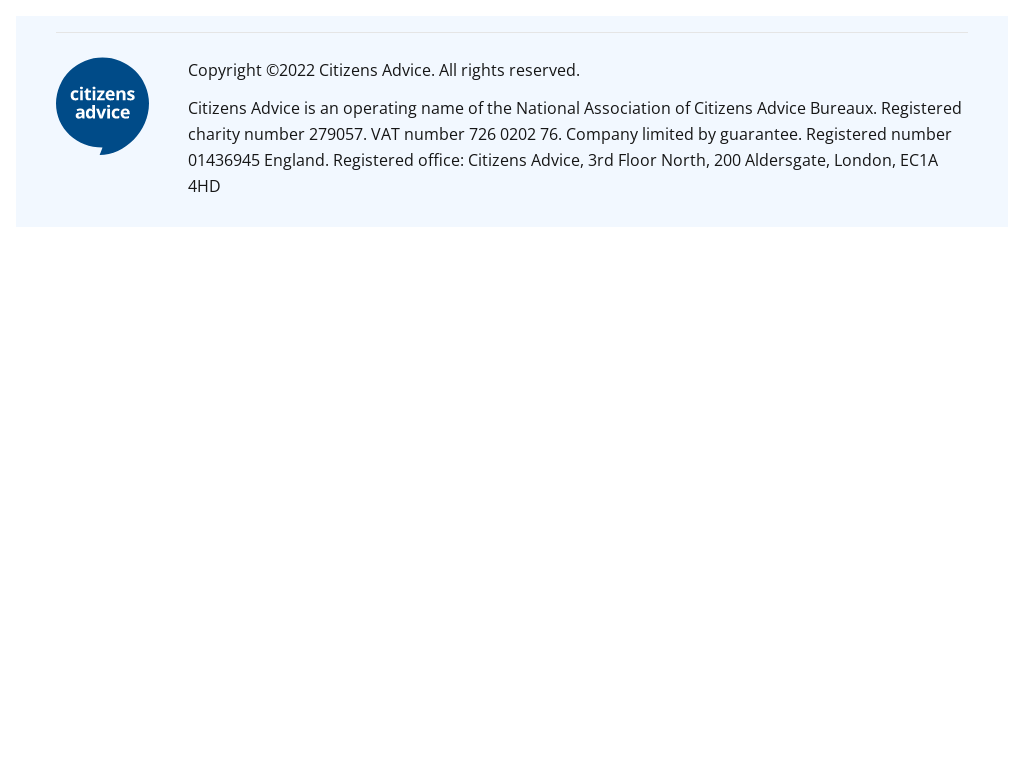 citizens
advice
Copyright ©2022 Citizens Advice. All rights reserved.
Citizens Advice is an operating name of the National Association of Citizens Advice Bureaux. Registered
charity number 279057. VAT number 726 0202 76. Company limited by guarantee. Registered number
01436945 England. Registered office: Citizens Advice, 3rd Floor North, 200 Aldersgate, London, EC1A
4HD